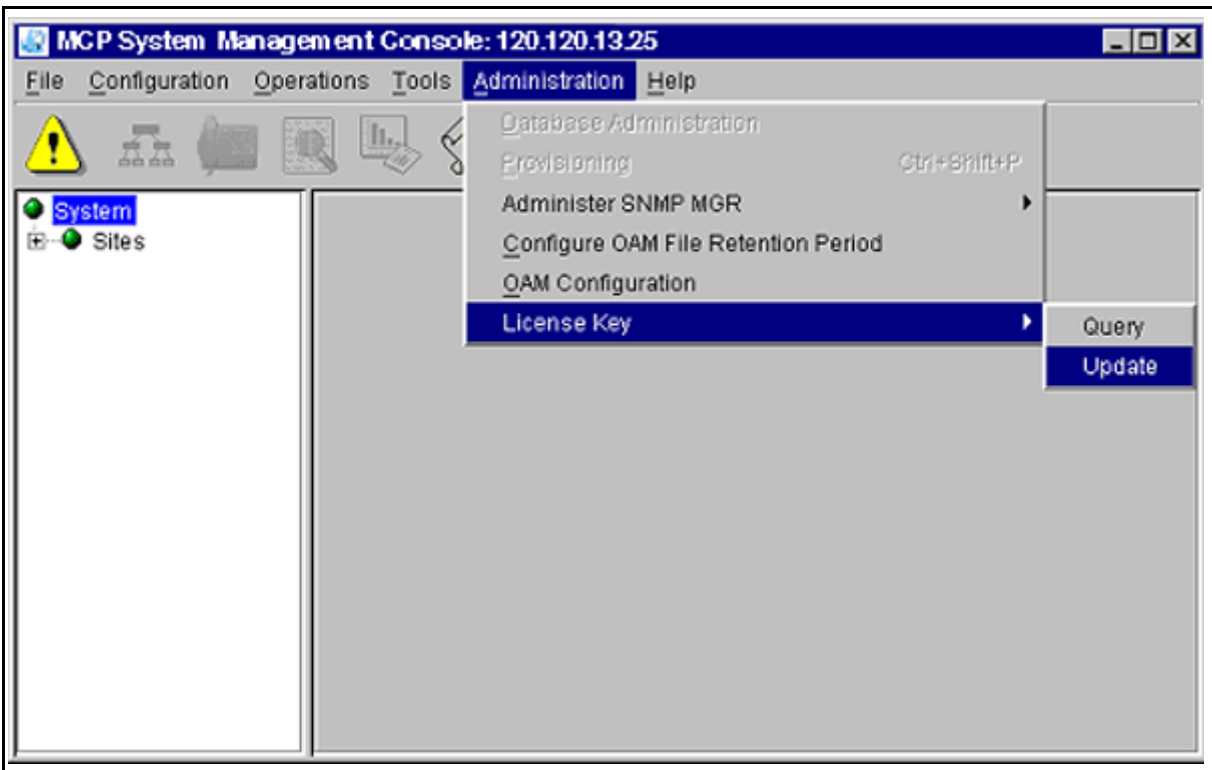 MCP System Management Console: 120.120.13.25
File Configuration Operations Tools Administration Help
Database Administration
Provisioning Ctrl+Shift+P
System
Administer SNMP MGR
Sites
Configure OAM File Retention Period
OAM Configuration
License Key
Query
Update